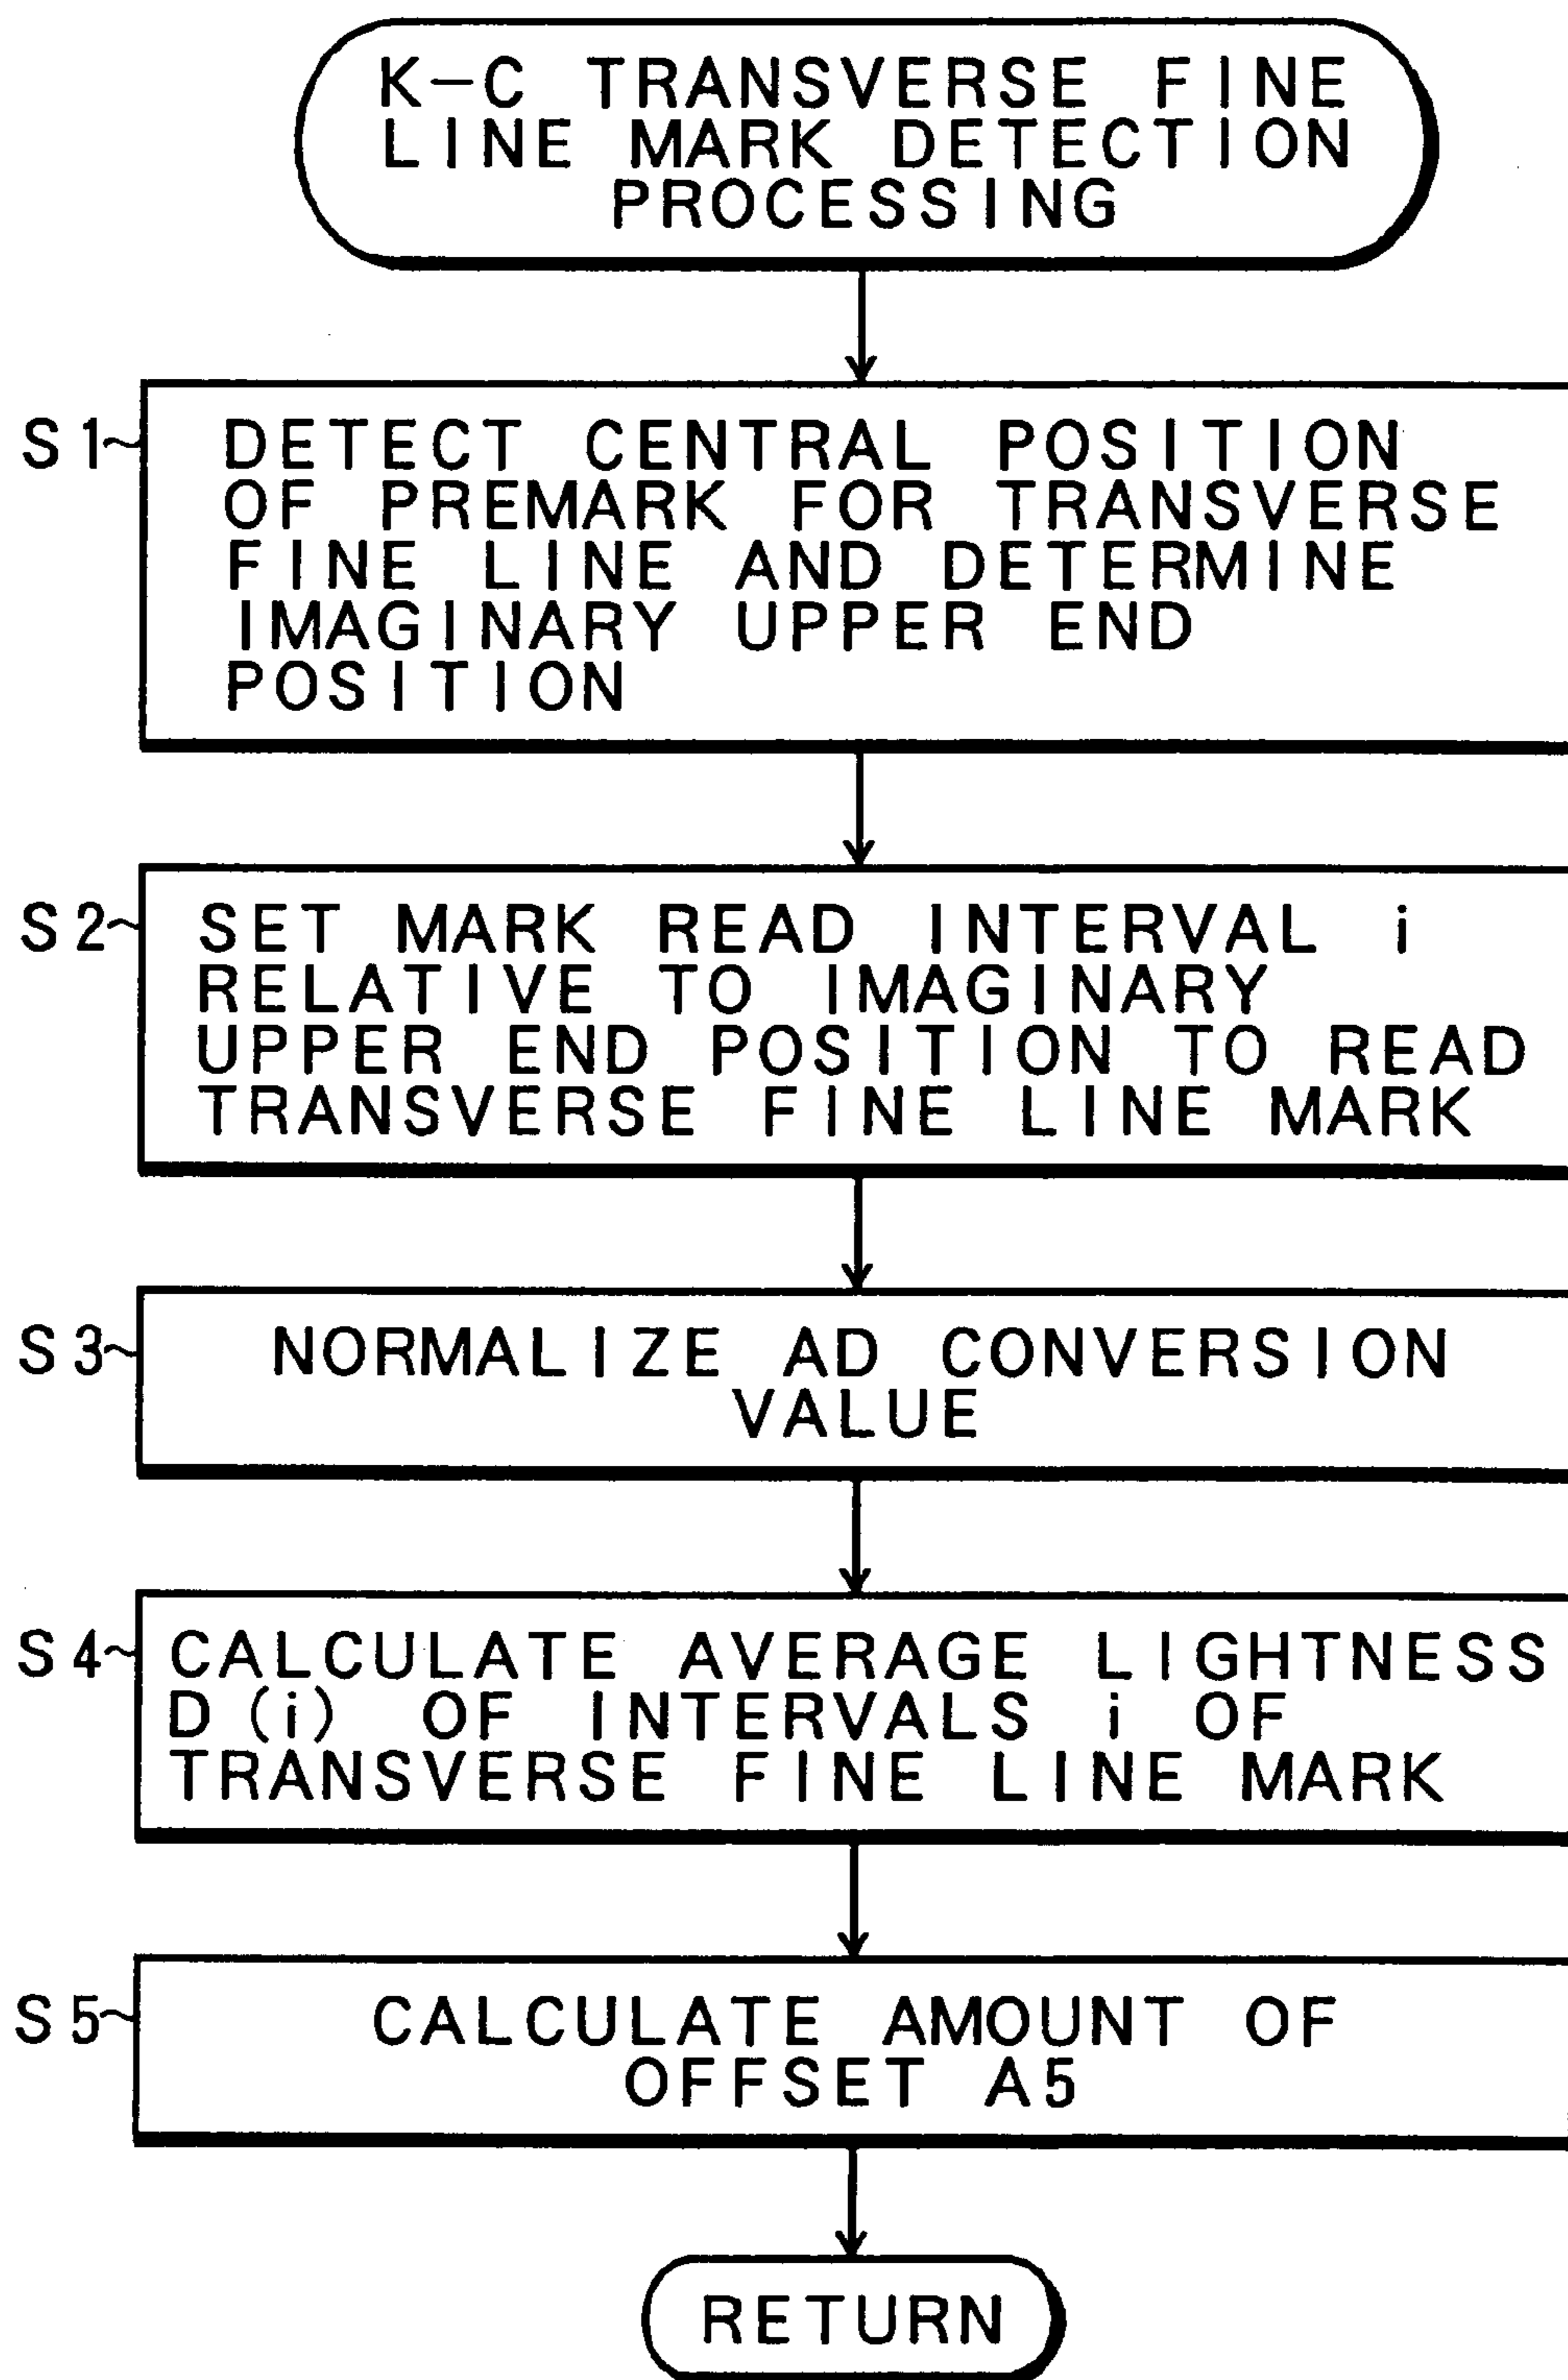 K-C TRANSVERSE FINE
LINE MARK DETECTION
PROCESSING
S1
DETECT CENTRAL POSITION
OF PREMARK FOR TRANSVERSE
FINE LINE AND DETERMINE
IMAGINARY UPPER END
POSITION
S2
SET MARK READ INTERVAL i
RELATIVE TO IMAGINARY
UPPER END POSITION TO READ
TRANSVERSE FINE LINE MARK
S3
NORMALIZE AD CONVERSION
VALUE
S4
CALCULATE AVERAGE LIGHTNESS
D(i) OF INTERVALS i OF
TRANSVERSE FINE LINE MARK
S5
CALCULATE AMOUNT OF
OFFSET A5
RETURN